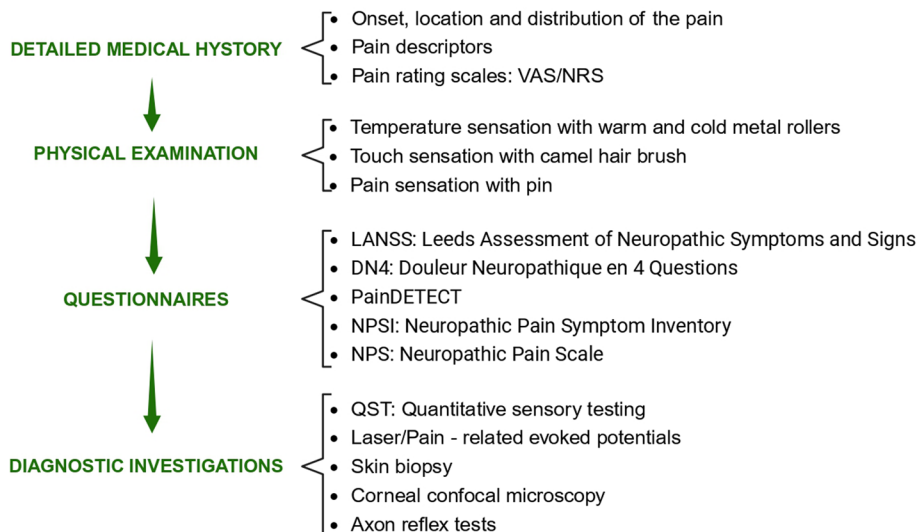 DETAILED MEDICAL HYSTORY
• Onset, location and distribution of the pain
• Pain descriptors
• Pain rating scales: VAS/NRS
PHYSICAL EXAMINATION
• Temperature sensation with warm and cold metal rollers
• Touch sensation with camel hair brush
• Pain sensation with pin
QUESTIONNAIRES
• LANSS: Leeds Assessment of Neuropathic Symptoms and Signs
• DN4: Douleur Neuropathique en 4 Questions
• PainDETECT
• NPSI: Neuropathic Pain Symptom Inventory
• NPS: Neuropathic Pain Scale
DIAGNOSTIC INVESTIGATIONS
• QST: Quantitative sensory testing
• Laser/Pain - related evoked potentials
• Skin biopsy
• Corneal confocal microscopy
• Axon reflex tests